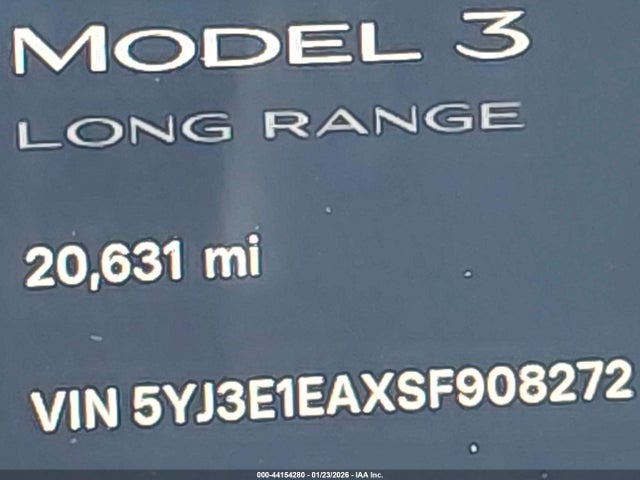 MODEL 3
LONG RANGE
20,631 mi
VIN 5YJ3E1EAXSF908272
000-44154280 - 01/23/2026 - IAA Inc.